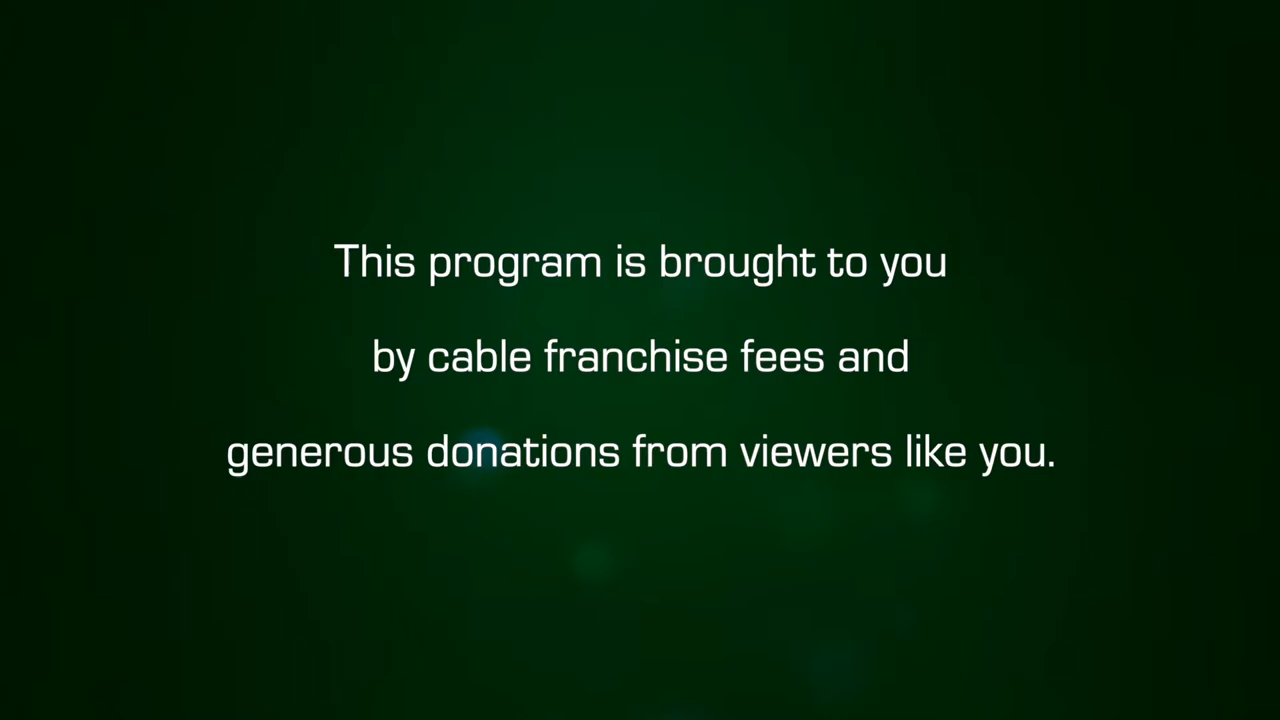 This program is brought to you
by cable franchise fees and
generous donations from viewers like you.